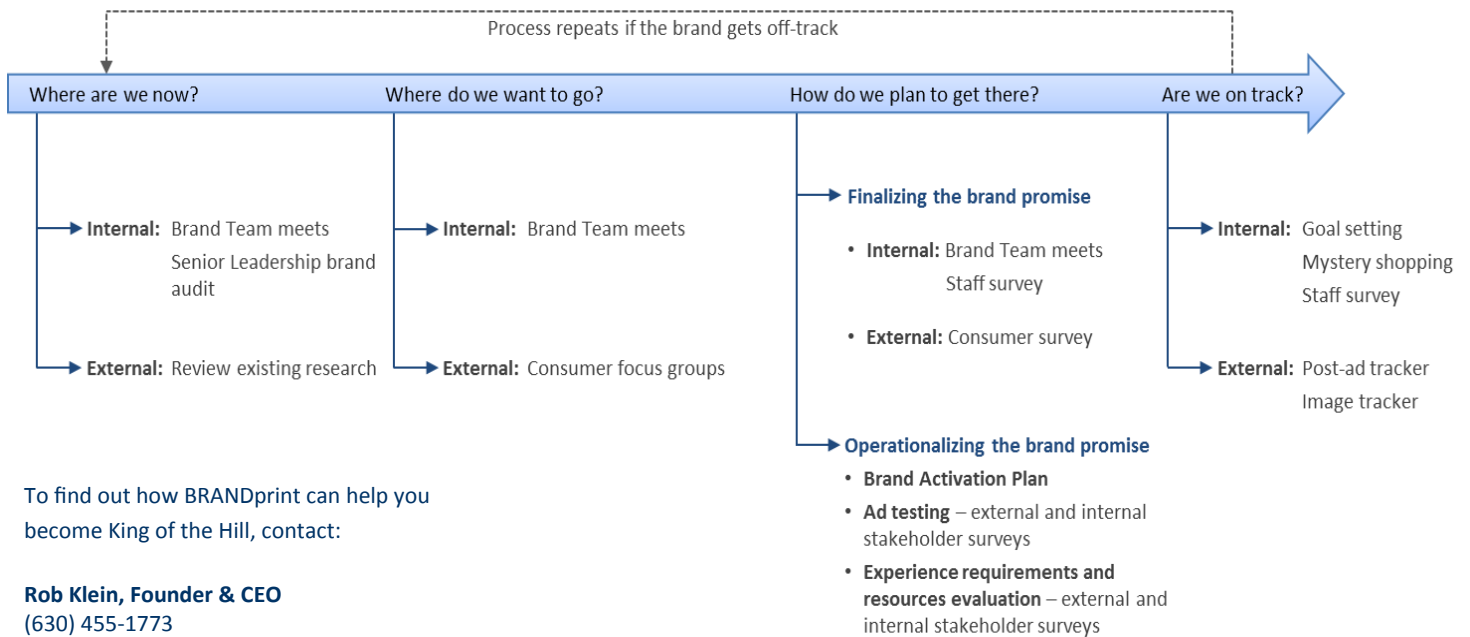 Process repeats if the brand gets off-track
Where are we now?
Where do we want to go?
How do we plan to get there?
Are we on track?
Internal: Brand Team meets
Senior Leadership brand
audit
External: Review existing research
Internal: Brand Team meets
External: Consumer focus groups
Finalizing the brand promise
• Internal: Brand Team meets
Staff survey
• External: Consumer survey
Operationalizing the brand promise
• Brand Activation Plan
• Ad testing – external and internal
stakeholder surveys
• Experience requirements and
resources evaluation – external and
internal stakeholder surveys
Internal: Goal setting
Mystery shopping
Staff survey
External: Post-ad tracker
Image tracker
To find out how BRANDprint can help you
become King of the Hill, contact:
Rob Klein, Founder & CEO
(630) 455-1773